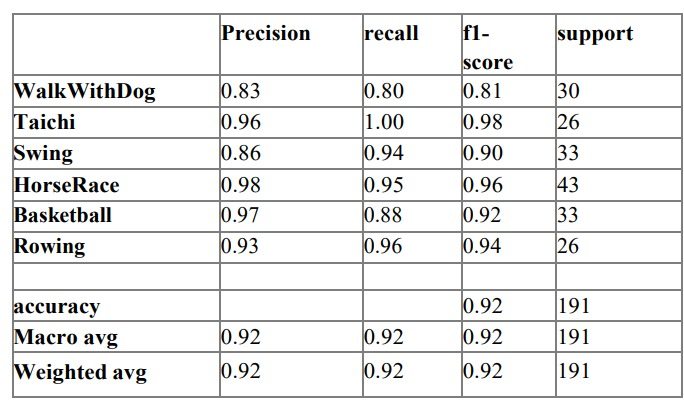 Precision recall f1-score support
WalkWithDog 0.83 0.80 0.81 30
Taichi 0.96 1.00 0.98 26
Swing 0.86 0.94 0.90 33
HorseRace 0.98 0.95 0.96 43
Basketball 0.97 0.88 0.92 33
Rowing 0.93 0.96 0.94 26
accuracy 0.92 191
Macro avg 0.92 0.92 0.92 191
Weighted avg 0.92 0.92 0.92 191